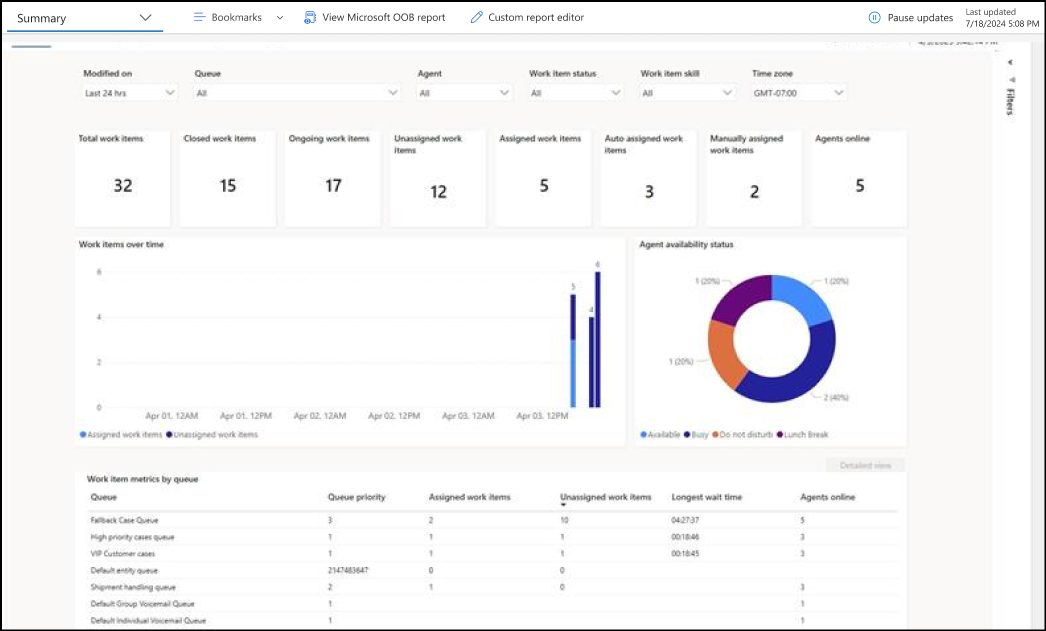 Summary Bookmarks View Microsoft OOB report Custom report editor Pause updates Last updated
7/18/2024 5:08 PM
Modified on Queue Agent Work item status Work item skill Time zone
Last 24 hrs All All All All GMT-07:00
Filters
Total work items
32
Closed work items
15
Ongoing work items
17
Unassigned work
items
12
Assigned work items
5
Auto assigned work
items
3
Manually assigned
work items
2
Agents online
5
Work items over time
6
4
2
0
5
4
6
Apr 01, 12AM Apr 01, 12PM Apr 02, 12AM Apr 02, 12PM Apr 03, 12AM Apr 03, 12PM
Assigned work items Unassigned work items
Agent availability status
1 (20%) 1 (20%)
1 (20%)
2 (40%)
Available Busy Do not disturb Lunch Break
Detailed view
Work item metrics by queue
Queue Queue priority Assigned work items Unassigned work items Longest wait time Agents online
Fallback Case Queue 3 2 10 04:27:37 5
High priority cases queue 1 1 1 00:18:46 3
VIP Customer cases 1 1 1 00:18:45 3
Default entity queue 2147483647 0 0
Shipment handling queue 2 1 0 3
Default Group Voicemail Queue 1 1
Default Individual Voicemail Queue 1 1